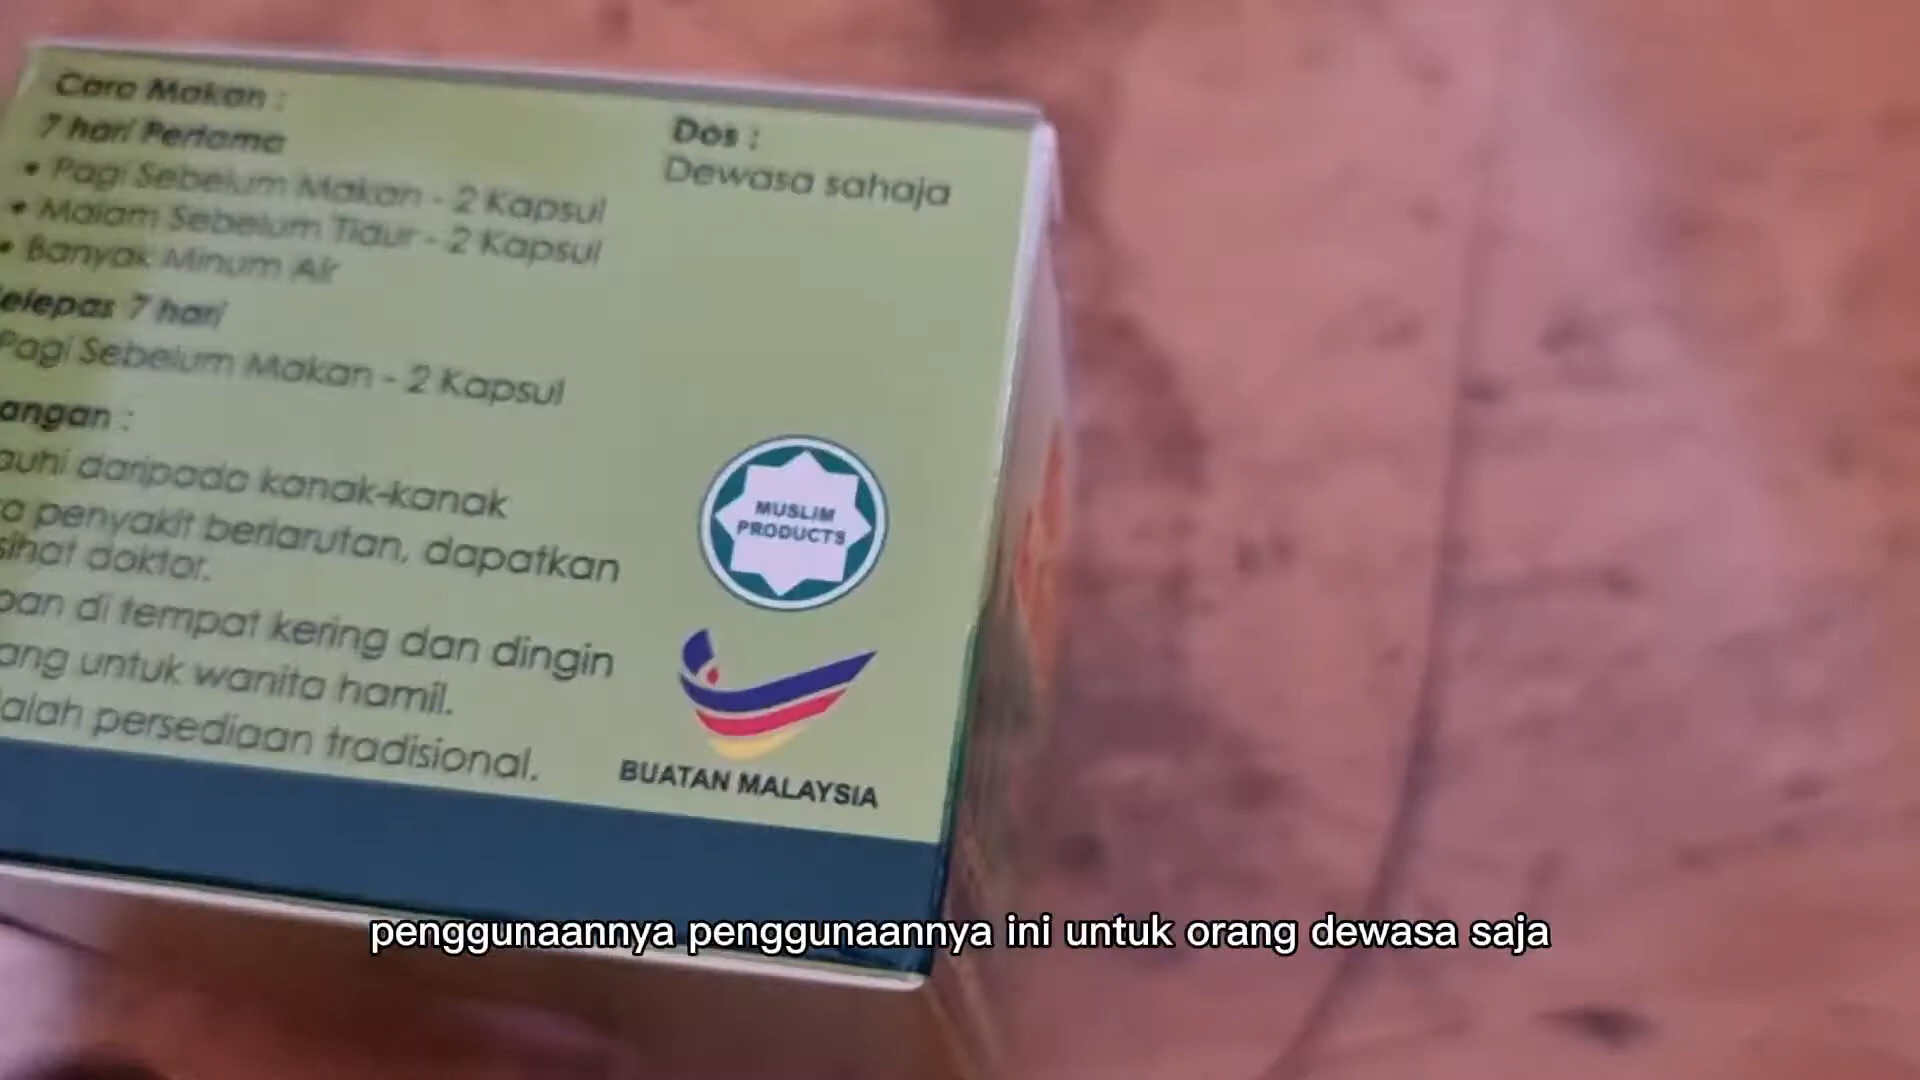 Cara Makan :
7 hari Pertama
• Pagi Sebelum Makan - 2 Kapsul
• Malam Sebelum Tidur - 2 Kapsul
• Banyak Minum Air
elepas 7 hari
Pagi Sebelum Makan - 2 Kapsul
angan :
auhi daripada kanak-kanak
a penyakit berlarutan, dapatkan
sihat doktor.
pan di tempat kering dan dingin
ang untuk wanita hamil.
alah persediaan tradisional.
Dos :
Dewasa sahaja
MUSLIM
PRODUCTS
BUATAN MALAYSIA
penggunaannya penggunaannya ini untuk orang dewasa saja